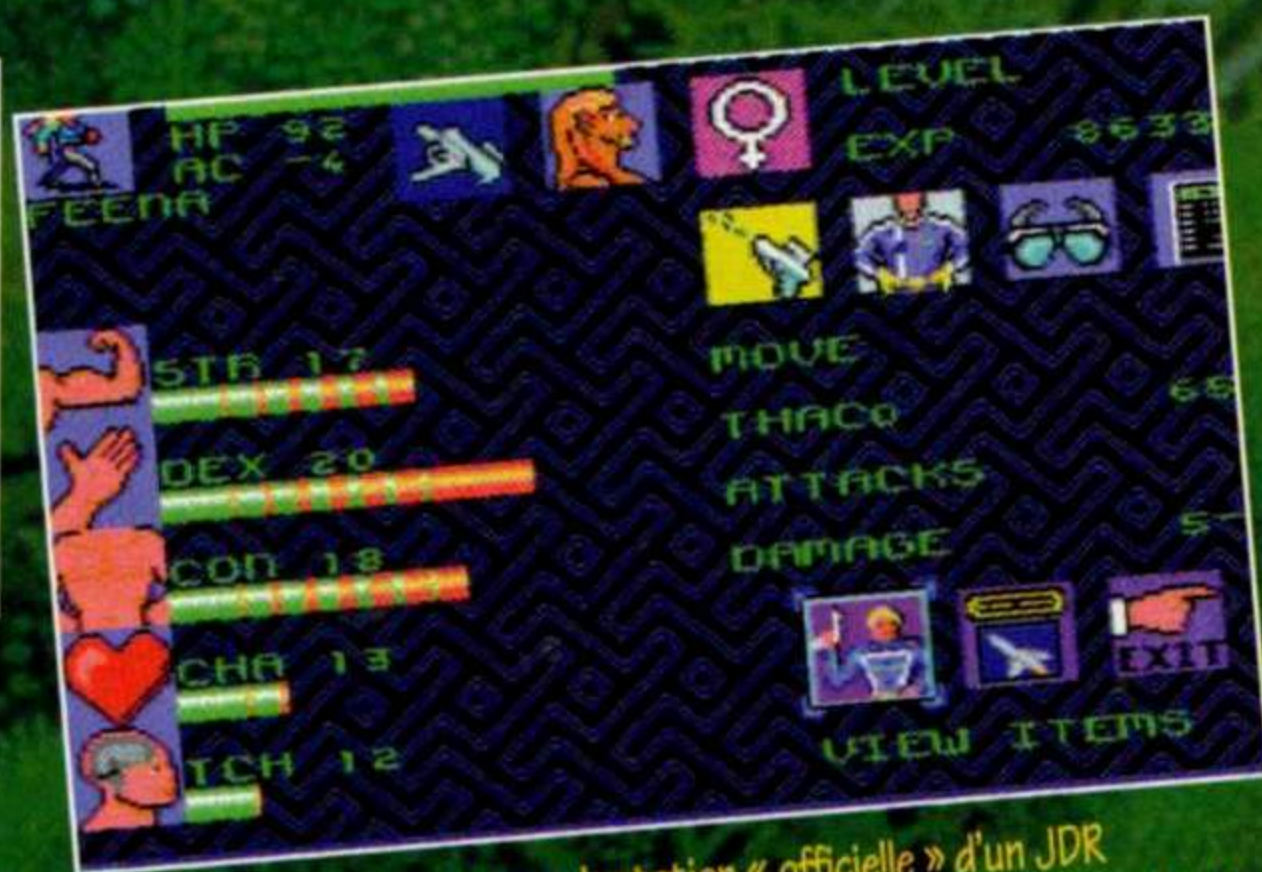 LEVEL
HP 92
AC -4
EXP 8633
FEENA
STR 17
MOVE
THAC0
DEX 20
ATTACKS
CON 18
DAMAGE
CHA 13
EXIT
TCH 12
VIEW ITEMS
« officielle » d'un JDR